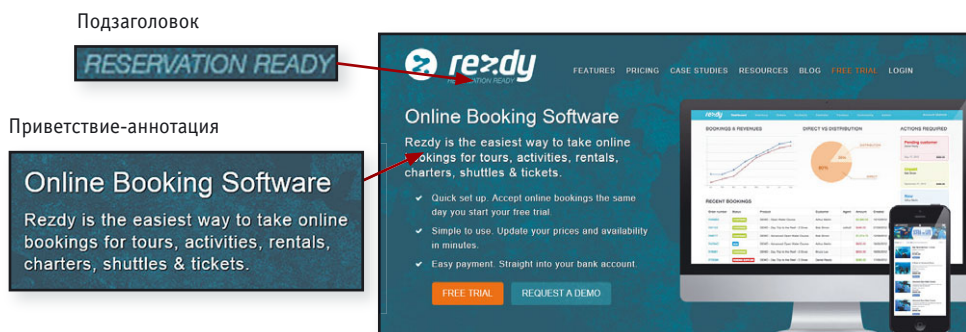 Подзаголовок
RESERVATION READY
Приветствие-аннотация
Online Booking Software
Rezdy is the easiest way to take online
bookings for tours, activities, rentals,
charters, shuttles & tickets.
rezdy
RESERVATION READY
FEATURES PRICING CASE STUDIES RESOURCES BLOG FREE TRIAL LOGIN
Online Booking Software
Rezdy is the easiest way to take online
bookings for tours, activities, rentals,
charters, shuttles & tickets.
✓ Quick set up. Accept online bookings the same
day you start your free trial.
✓ Simple to use. Update your prices and availability
in minutes.
✓ Easy payment. Straight into your bank account.
FREE TRIAL REQUEST A DEMO
rezdy
BOOKINGS & REVENUES DIRECT VS DISTRIBUTION ACTIONS REQUIRED
RECENT BOOKINGS